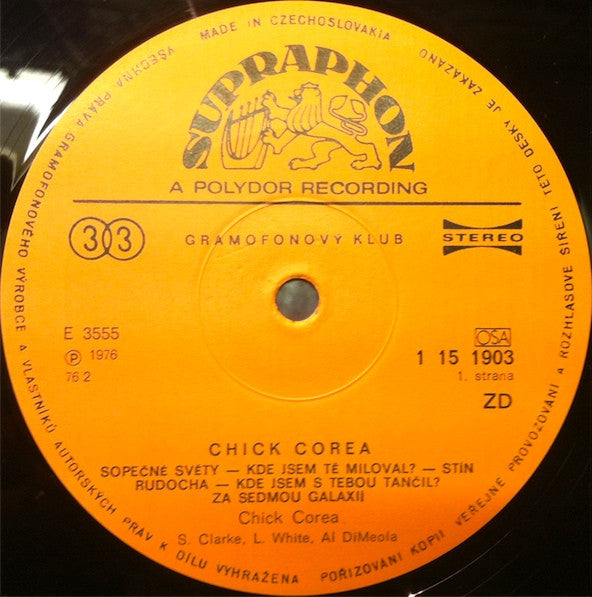 MADE IN CZECHOSLOVAKIA
VŠECHNA PRÁVA GRAMOFONOVÉHO VÝROBCE A VLASTNÍKŮ AUTORSKÝCH PRÁV K DÍLU VYHRAŽENA POŘIZOVÁNÍ KOPIÍ VEŘEJNÉ PROVOZOVÁNÍ A ROZHLASOVÉ ŠÍŘENÍ TÉTO DESKY JE ZAKÁZÁNO
SUPRAPHON
A POLYDOR RECORDING
33
GRAMOFONOVÝ KLUB
STEREO
E 3555
Ⓟ 1976
76 2
OSA
1 15 1903
1. strana
ZD
CHICK COREA
SOPEČNÉ SVĚTY — KDE JSEM TĚ MILOVAL? — STÍN
RUDOCHA — KDE JSEM S TEBOU TANČIL?
ZA SEDMOU GALAXIÍ
Chick Corea
S. Clarke, L. White, Al DiMeola